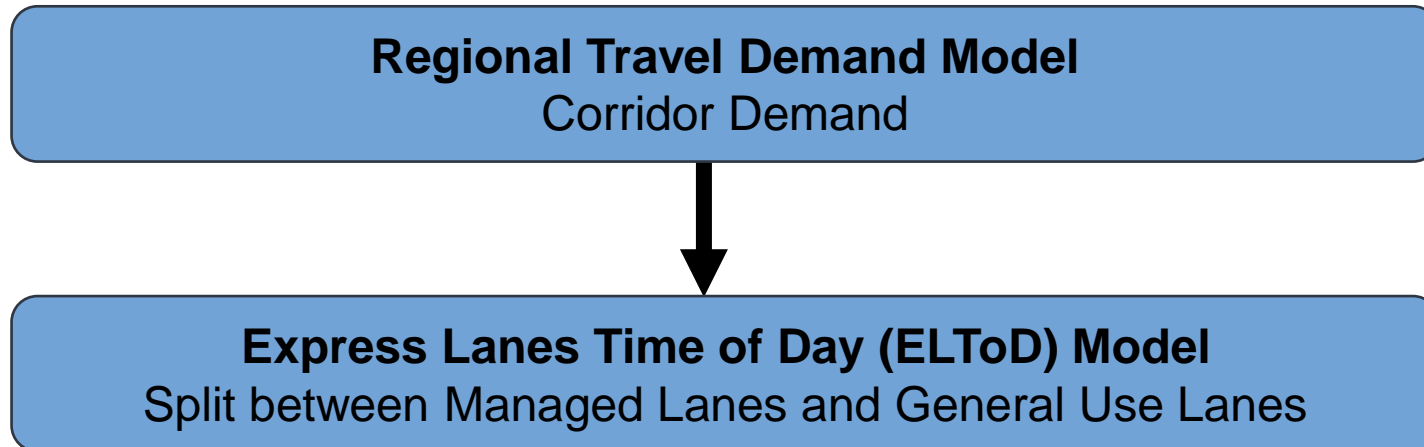 Regional Travel Demand Model
Corridor Demand
Express Lanes Time of Day (ELToD) Model
Split between Managed Lanes and General Use Lanes